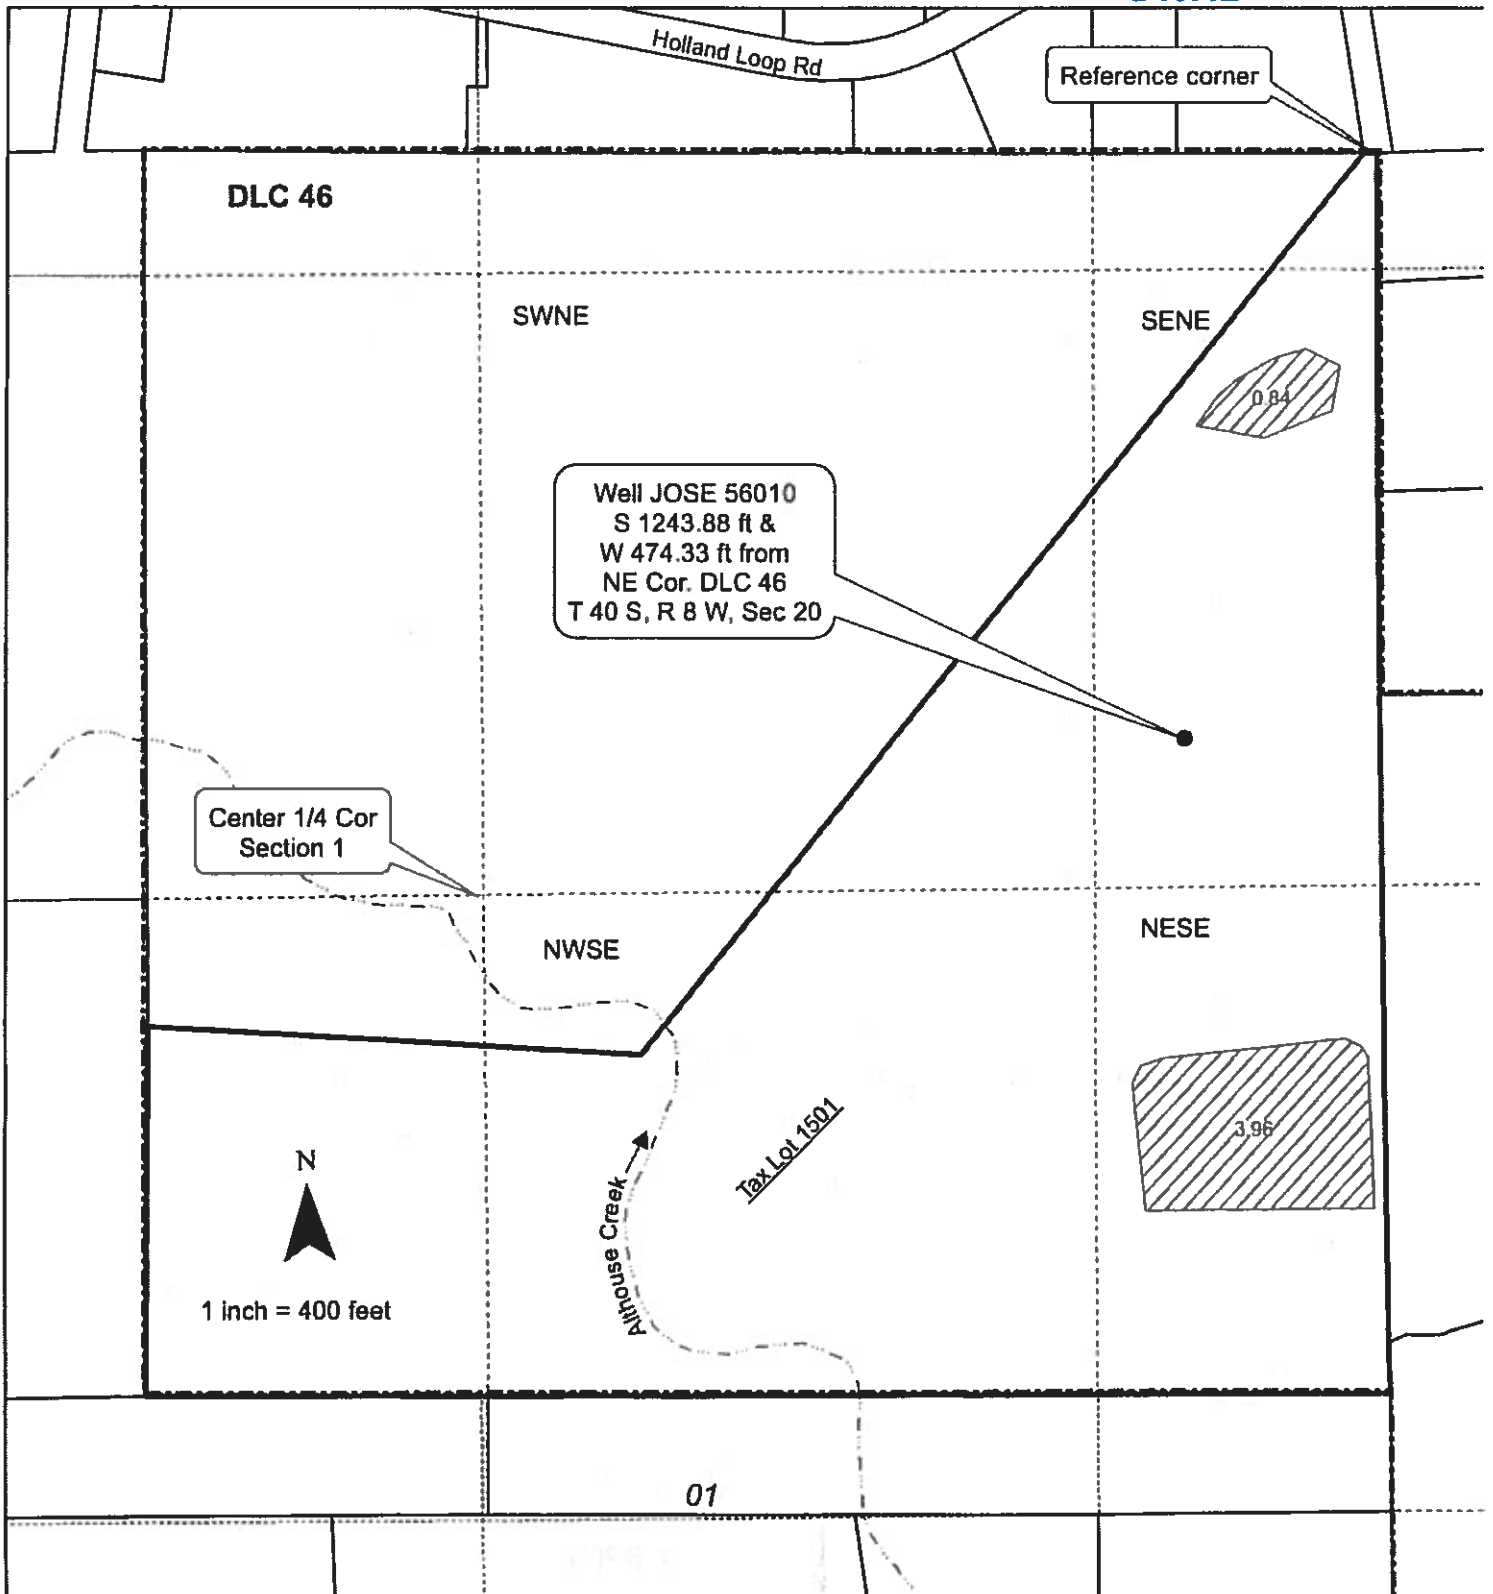 Holland Loop Rd
Reference corner
DLC 46
SWNE
SENE
0.84
Well JOSE 56010
S 1243.88 ft &
W 474.33 ft from
NE Cor. DLC 46
T 40 S, R 8 W, Sec 20
Center 1/4 Cor
Section 1
NWSE
NESE
3.96
Tax Lot 1501
Althouse Creek
N
1 inch = 400 feet
01